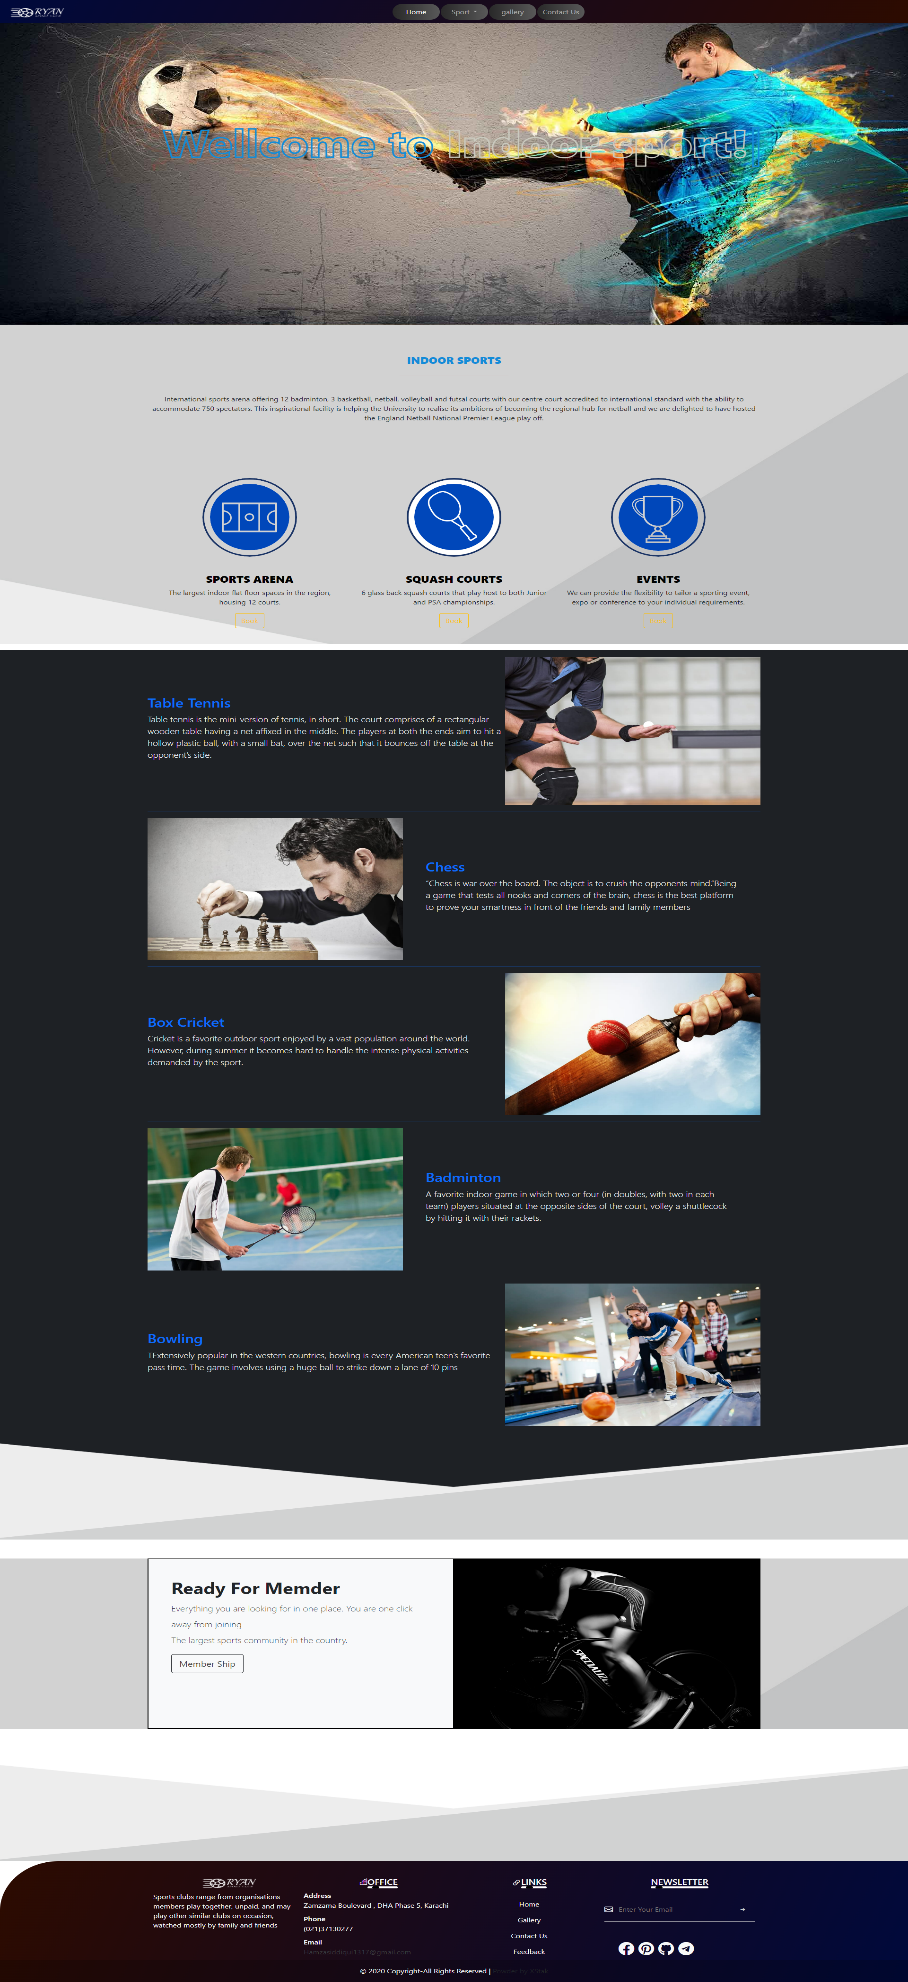 RYAN
Home Sport gallery Contact Us
Wellcome to Indoor sport!
INDOOR SPORTS
International sports arena offering 12 badminton, 3 basketball, netball, volleyball and futsal courts with our centre court accredited to international standard with the ability to
accommodate 750 spectators. This inspirational facility is helping the University to realise its ambitions of becoming the regional hub for netball and we are delighted to have hosted
the England Netball National Premier League play off.
SPORTS ARENA
The largest indoor flat floor spaces in the region,
housing 12 courts.
SQUASH COURTS
6 glass back squash courts that play host to both Junior
and PSA championships.
EVENTS
We can provide the flexibility to tailor a sporting event,
expo or conference to your individual requirements.
Table Tennis
Table tennis is the mini version of tennis, in short. The court comprises of a rectangular
wooden table having a net affixed in the middle. The players at both the ends aim to hit a
hollow plastic ball, with a small bat, over the net such that it bounces off the table at the
opponent's side.
Chess
"Chess is war over the board. The object is to crush the opponents mind."Being
a game that tests all nooks and corners of the brain, chess is the best platform
to prove your smartness in front of the friends and family members
Box Cricket
Cricket is a favorite outdoor sport enjoyed by a vast population around the world.
However, during summer it becomes hard to handle the intense physical activities
demanded by the sport.
Badminton
A favorite indoor game in which two or four (in doubles, with two in each
team) players situated at the opposite sides of the court, volley a shuttlecock
by hitting it with their rackets.
Bowling
TExtensively popular in the western countries, bowling is every American teen's favorite
pass time. The game involves using a huge ball to strike down a lane of 10 pins
Ready For Memder
Everything you are looking for in one place. You are one click
away from joining
The largest sports community in the country.
Member Ship
SPECIALIZED
RYAN
Sports clubs range from organisations
members play together, unpaid, and may
play other similar clubs on occasion,
watched mostly by family and friends
OFFICE
Address
Zamzama Boulevard , DHA Phase 5, Karachi
Phone
(021)37130277
Email
LINKS
Home
Gallery
Contact Us
Feedback
NEWSLETTER
Enter Your Email
© 2020 Copyright-All Rights Reserved |